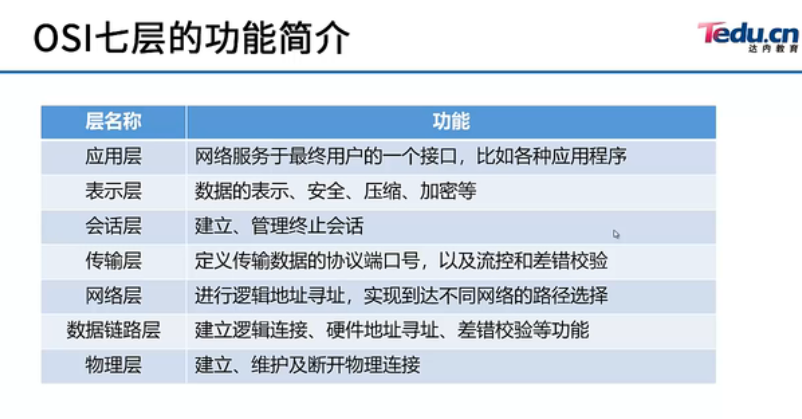 OSI七层的功能简介
Tedu.cn
达内教育
层名称 功能
应用层 网络服务于最终用户的一个接口，比如各种应用程序
表示层 数据的表示、安全、压缩、加密等
会话层 建立、管理终止会话
传输层 定义传输数据的协议端口号，以及流控和差错校验
网络层 进行逻辑地址寻址，实现到达不同网络的路径选择
数据链路层 建立逻辑连接、硬件地址寻址、差错校验等功能
物理层 建立、维护及断开物理连接